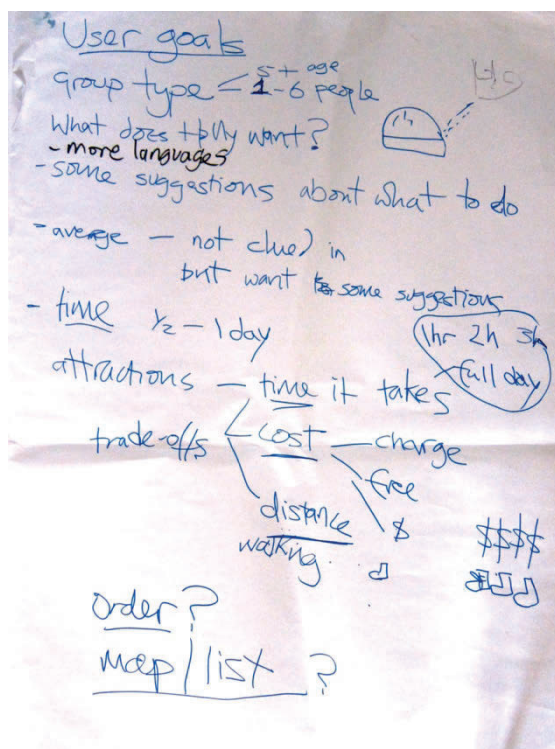 User goals
group type < 5+ age
1-6 people
What does they want?
- more languages
- some suggestions about what to do
- average — not clued in
but want some suggestions
- time ½ - 1 day
1hr 2h 3h
full day
attractions — time it takes
trade-offs cost — charge
free
$ $$$$
distance
walking
order?
map / list ?